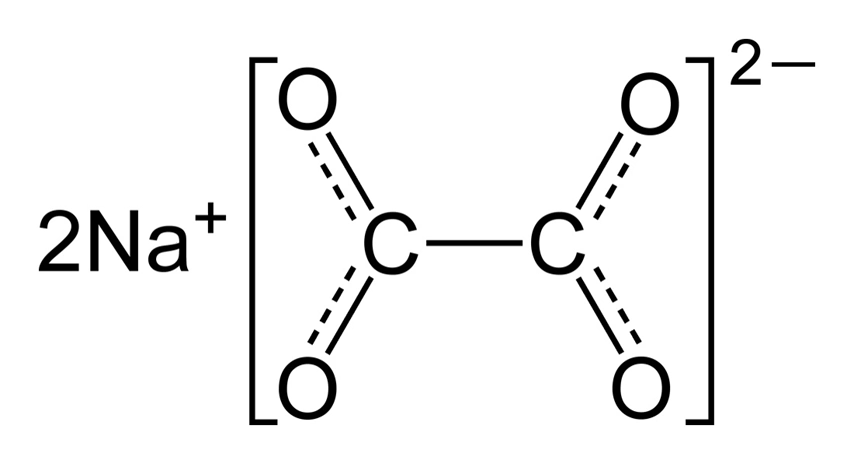 O O 2−
2Na+ C C
O O